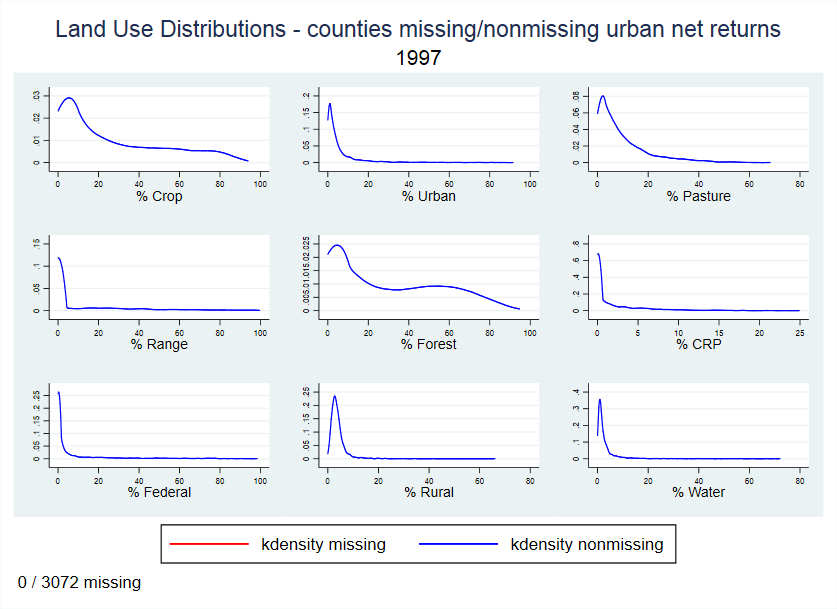 Land Use Distributions - counties missing/nonmissing urban net returns
1997
0 .01 .02 .03
0 20 40 60 80 100
% Crop
0 .05 .1 .15 .2
0 20 40 60 80 100
% Urban
0 .02 .04 .06 .08
0 20 40 60 80
% Pasture
0 .05 .1 .15
0 20 40 60 80 100
% Range
0 .005 .01 .015 .02 .025
0 20 40 60 80 100
% Forest
0 .2 .4 .6 .8
0 5 10 15 20 25
% CRP
0 .05 .1 .15 .2 .25
0 20 40 60 80 100
% Federal
0 .05 .1 .15 .2 .25
0 20 40 60 80
% Rural
0 .1 .2 .3 .4
0 20 40 60 80
% Water
kdensity missing kdensity nonmissing
0 / 3072 missing